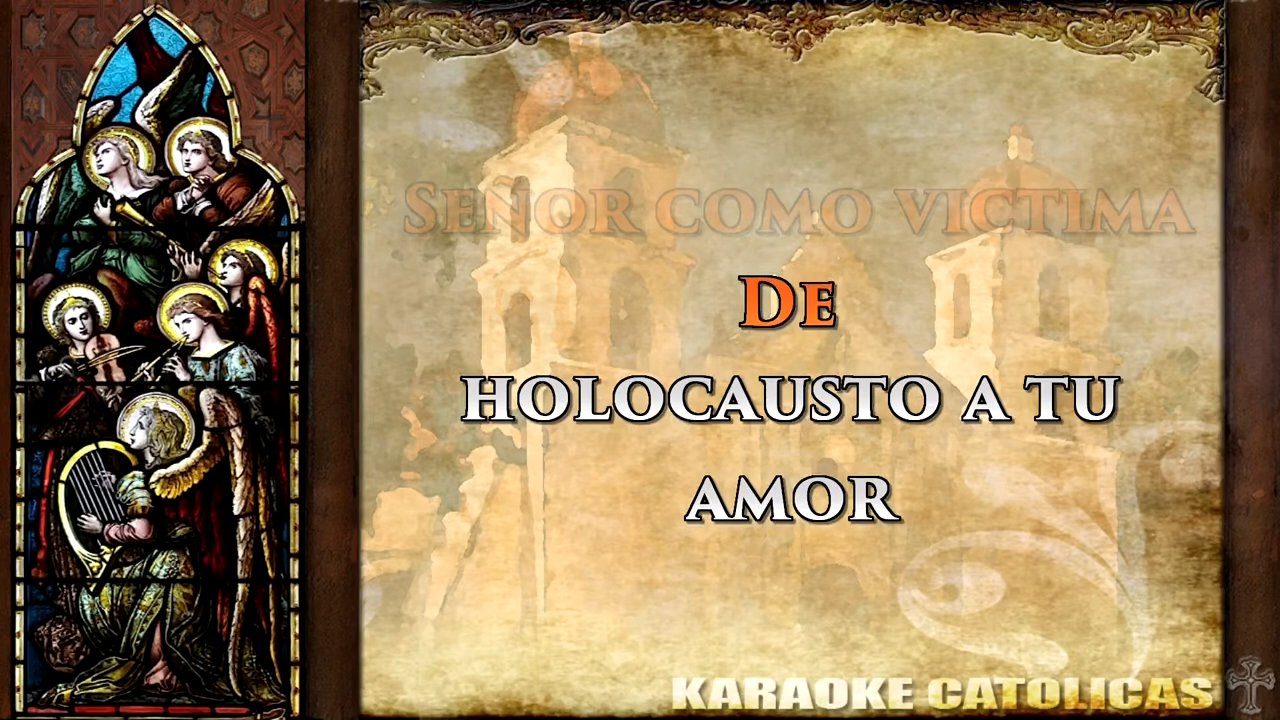 SEÑOR COMO VICTIMA
DE
HOLOCAUSTO A TU
AMOR
KARAOKE CATOLICAS